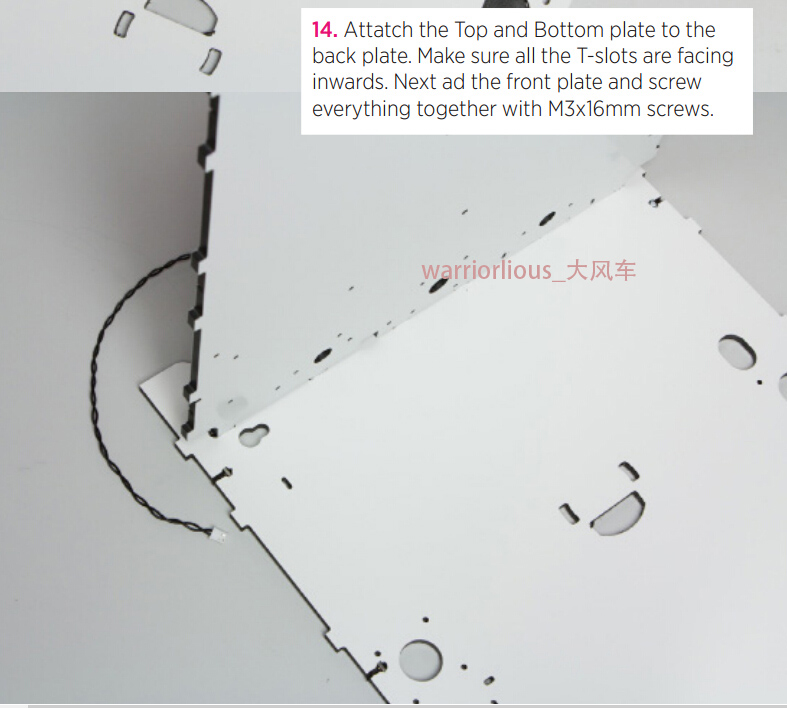 14. Attatch the Top and Bottom plate to the
back plate. Make sure all the T-slots are facing
inwards. Next ad the front plate and screw
everything together with M3x16mm screws.
warriorlious_大风车